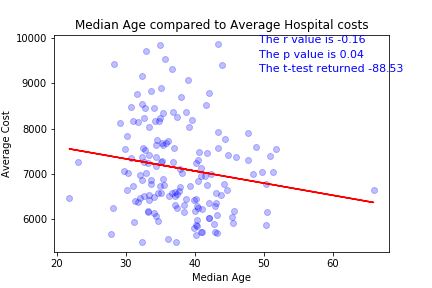 Median Age compared to Average Hospital costs
The r value is -0.16
The p value is 0.04
The t-test returned -88.53
10000
9000
8000
7000
6000
Average Cost
20 30 40 50 60
Median Age